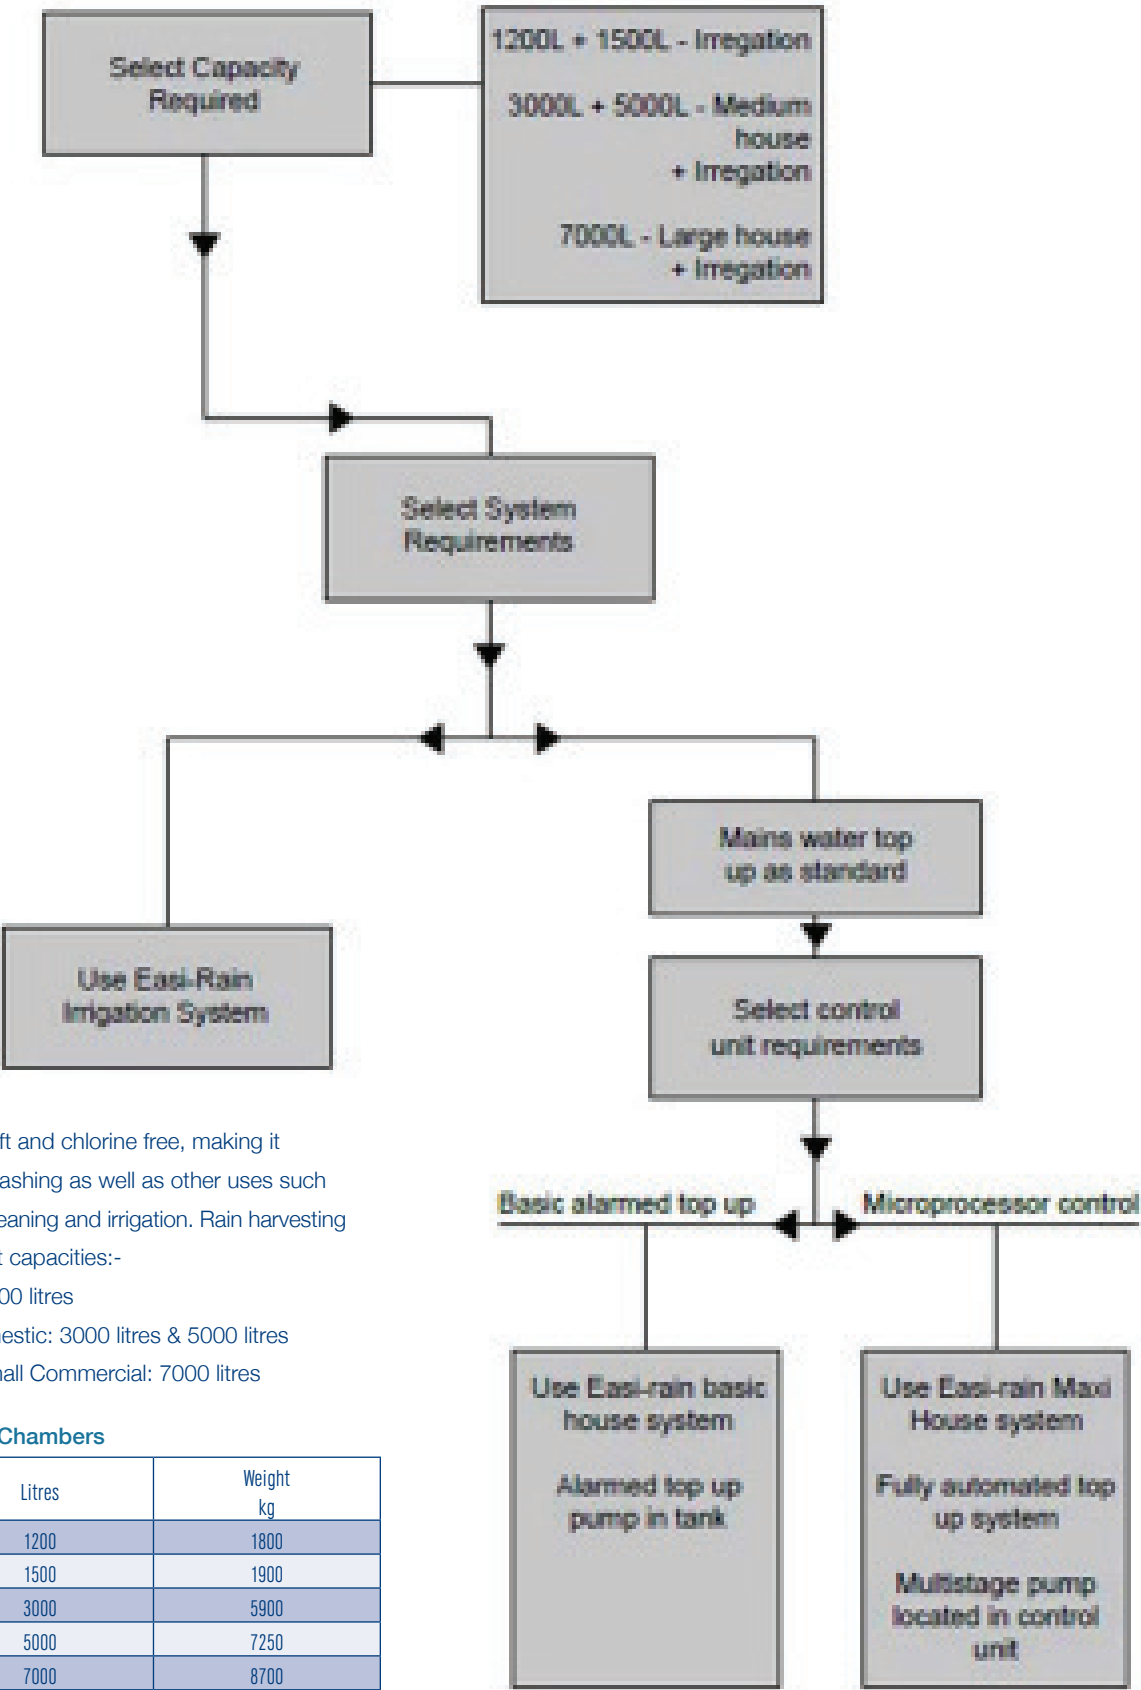 Select Capacity
Required
1200L + 1500L - Irregation
3000L + 5000L - Medium
house
+ Irregation
7000L - Large house
+ Irregation
Select System
Requirements
Mains water top
up as standard
Use Easi-Rain
Irrigation System
Select control
unit requirements
Basic alarmed top up
Microprocessor control
Use Easi-rain basic
house system
Alarmed top up
pump in tank
Use Easi-rain Maxi
House system
Fully automated top
up system
Multistage pump
located in control
unit
ft and chlorine free, making it
ashing as well as other uses such
eaning and irrigation. Rain harvesting
t capacities:-
00 litres
nestic: 3000 litres & 5000 litres
nall Commercial: 7000 litres
Chambers
Litres Weight
kg
1200 1800
1500 1900
3000 5900
5000 7250
7000 8700